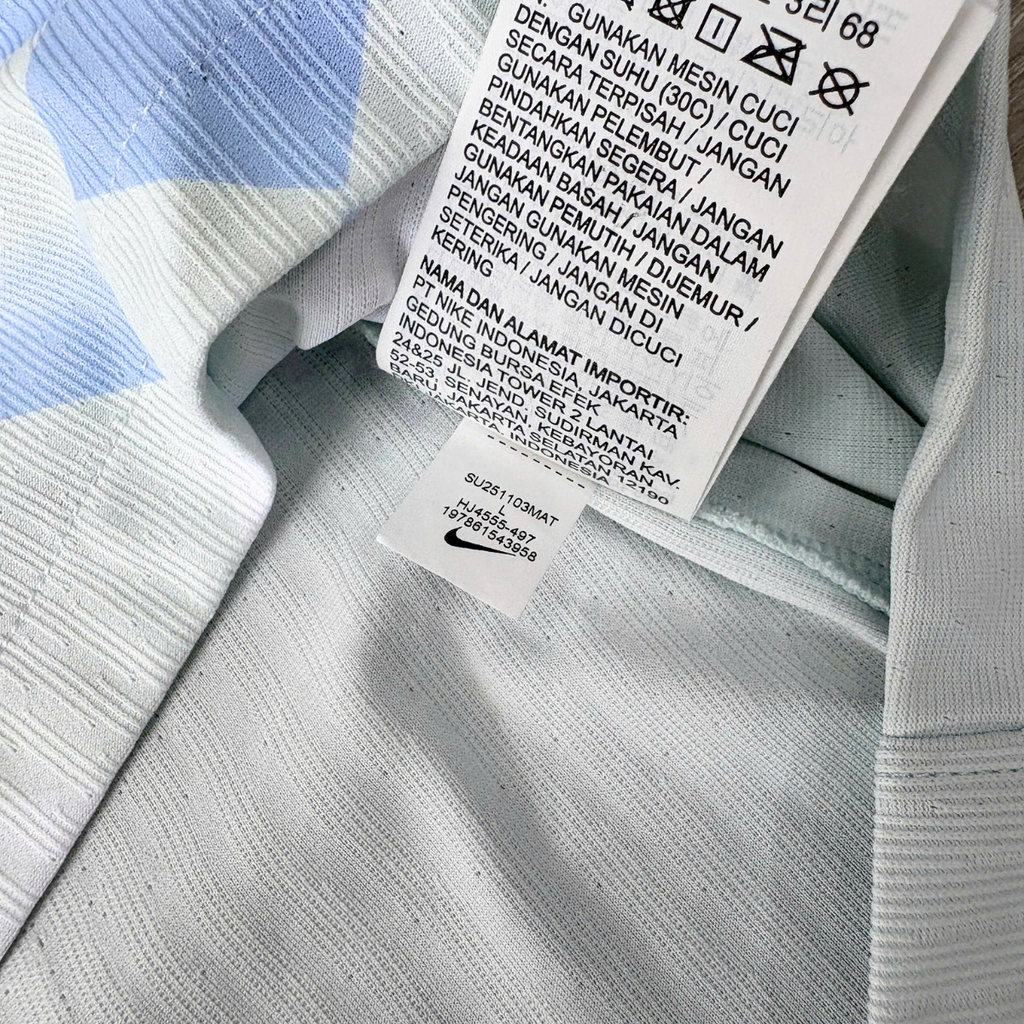 32| 68
GUNAKAN MESIN CUCI
DENGAN SUHU (30C) / CUCI
SECARA TERPISAH / JANGAN
GUNAKAN PELEMBUT /
PINDAHKAN SEGERA / JANGAN
BENTANGKAN PAKAIAN DALAM
KEADAAN BASAH / JANGAN
GUNAKAN PEMUTIH / DIJEMUR /
JANGAN GUNAKAN MESIN
PENGERING / JANGAN DI
SETERIKA / JANGAN DICUCI
KERING
NAMA DAN ALAMAT IMPORTIR:
PT NIKE INDONESIA, JAKARTA
GEDUNG BURSA EFEK
INDONESIA TOWER 2 LANTAI
24&25 JL. JEND, SUDIRMAN KAV.
52-53, SENAYAN, KEBAYORAN
BARU, JAKARTA SELATAN 12190
JAKARTA, INDONESIA
SU251103MAT
L
HJ4555-497
197861543958